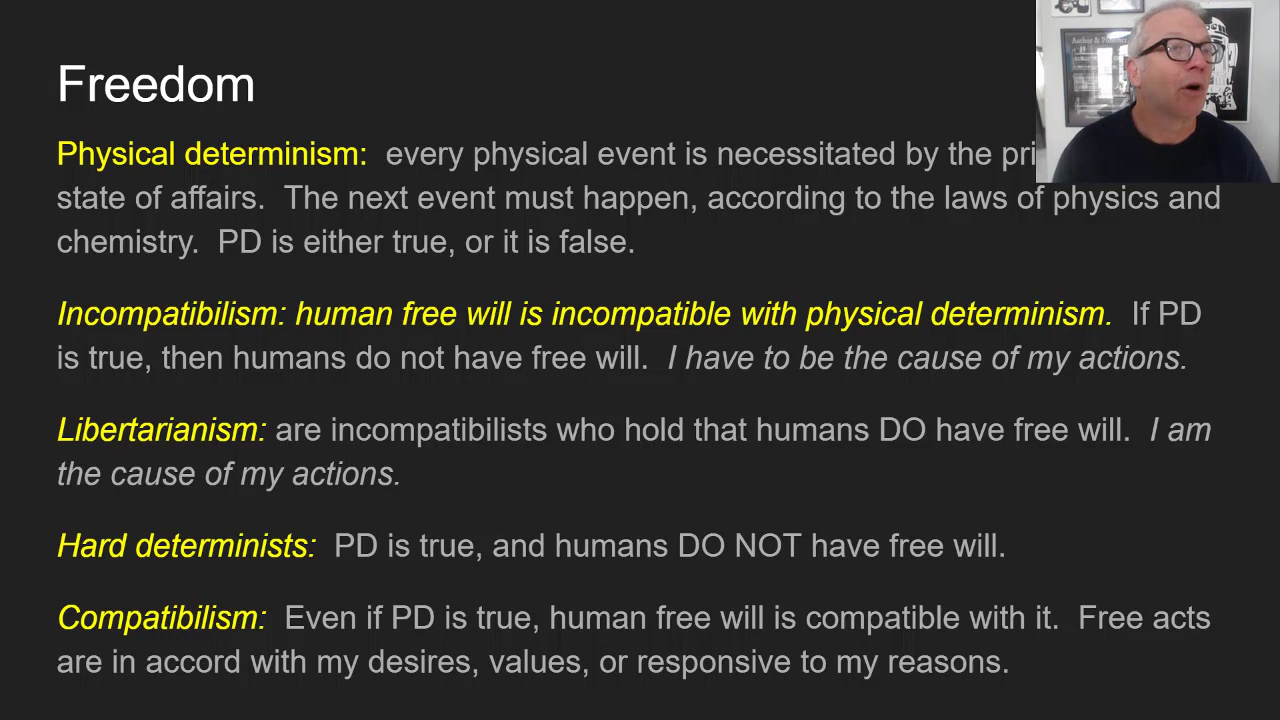 Freedom
Author &
Physical determinism: every physical event is necessitated by the pri
state of affairs. The next event must happen, according to the laws of physics and
chemistry. PD is either true, or it is false.
Incompatibilism: human free will is incompatible with physical determinism. If PD
is true, then humans do not have free will. I have to be the cause of my actions.
Libertarianism: are incompatibilists who hold that humans DO have free will. I am
the cause of my actions.
Hard determinists: PD is true, and humans DO NOT have free will.
Compatibilism: Even if PD is true, human free will is compatible with it. Free acts
are in accord with my desires, values, or responsive to my reasons.